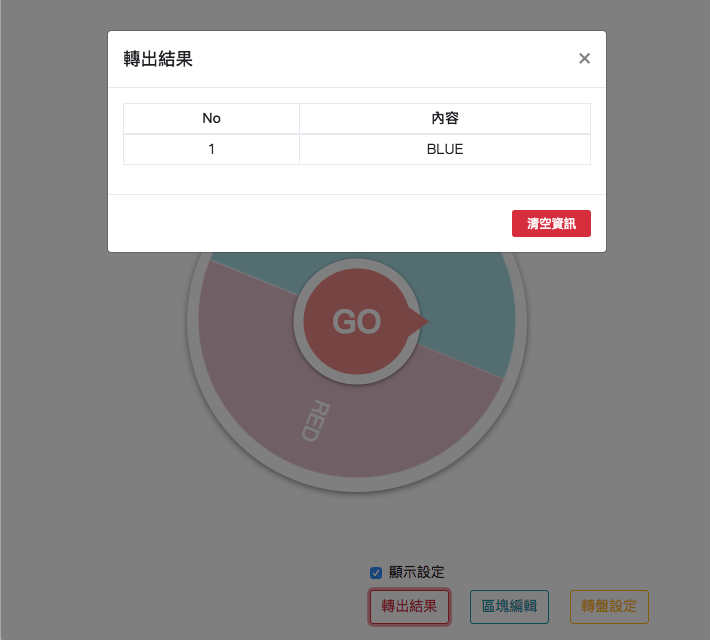 轉出結果 ×
No 內容
1 BLUE
清空資訊
GO
RED
顯示設定
轉出結果 區塊編輯 轉盤設定